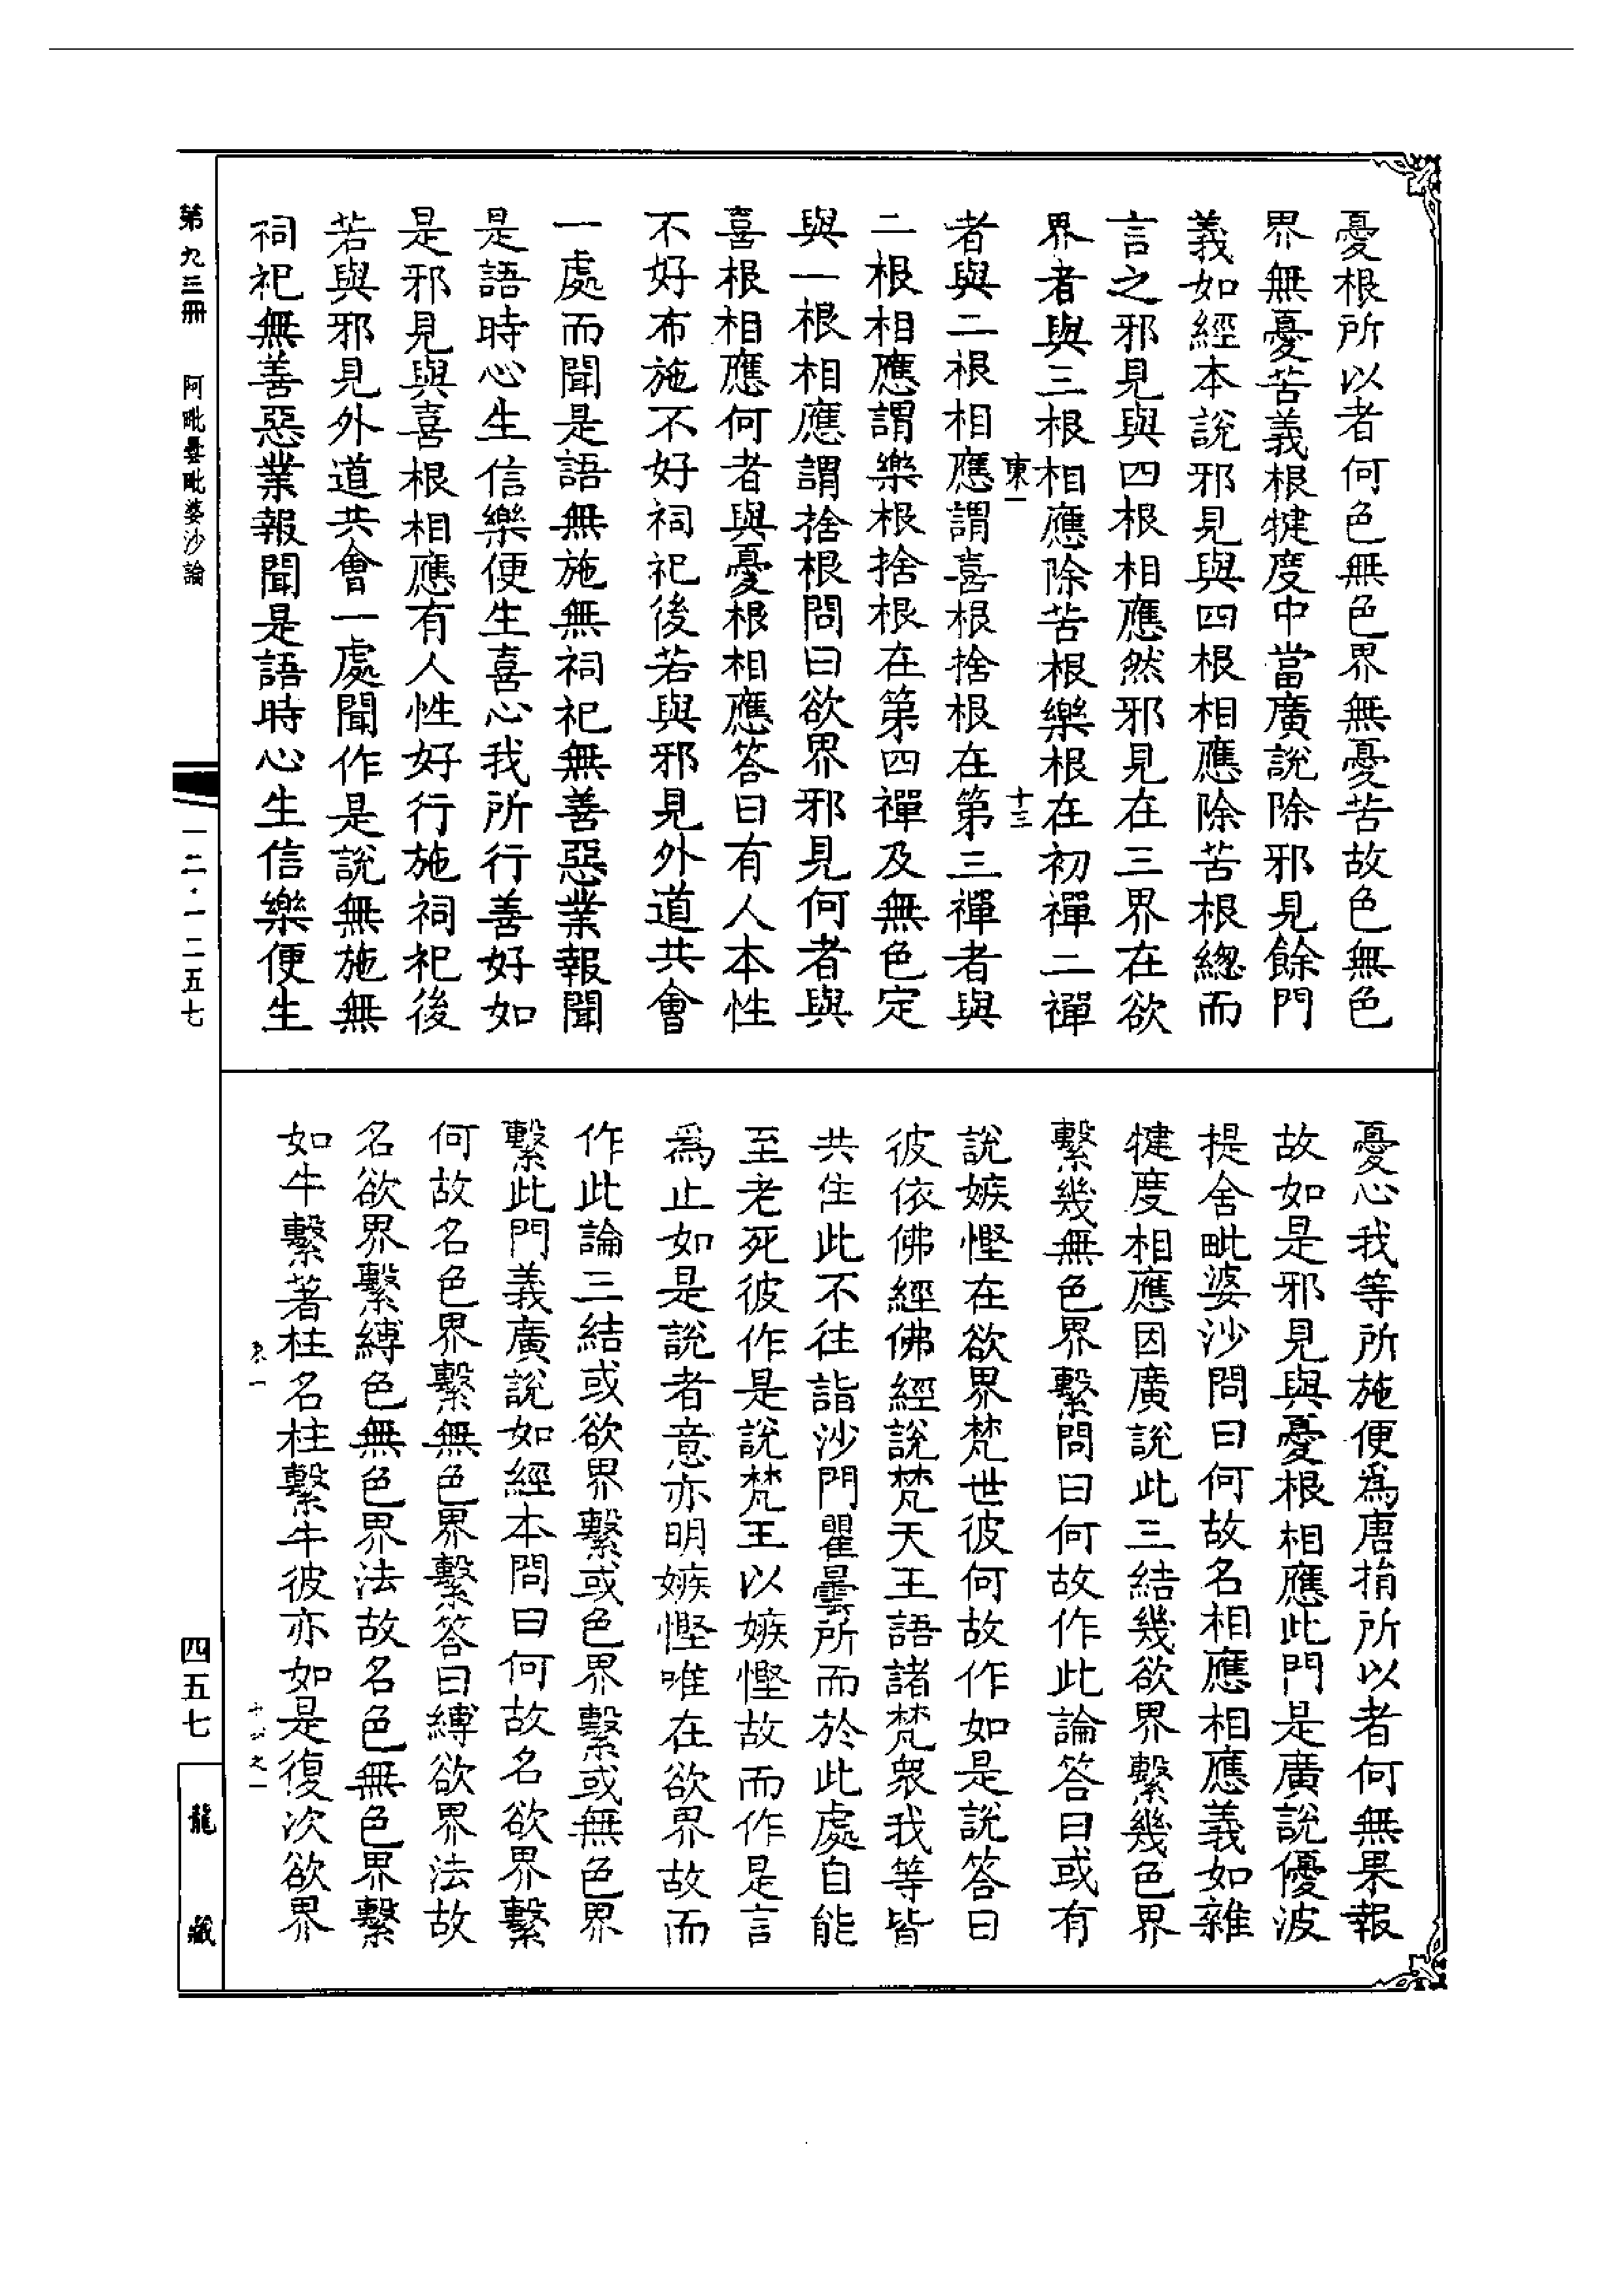 憂根所以者何色無色界無憂苦故色無色
界無憂苦義根犍度中當廣說除邪見餘門
義如經本說邪見與四根相應除苦根總而
言之邪見與四根相應然邪見在三界在欲
界者與三根相應除苦根樂根在初禪二禪
東一
十三
者與二根相應謂喜根捨根在第三禪者與
二根相應謂樂根捨根在第四禪及無色定
與一根相應謂捨根問曰欲界邪見何者與
喜根相應何者與憂根相應答曰有人本性
不好布施不好祠祀後若與邪見外道共會
一處而聞是語無施無祠祀無善惡業報聞
是語時心生信樂便生喜心我所行善好如
是邪見與喜根相應有人性好行施祠祀後
若與邪見外道共會一處聞作是說無施無
祠祀無善惡業報聞是語時心生信樂便生
憂心我等所施便為唐捐所以者何無果報
故如是邪見與憂根相應此門是廣說優波
提舍毗婆沙問曰何故名相應相應義如雜
犍度相應因廣說此三結幾欲界繫幾色界
繫幾無色界繫問曰何故作此論答曰或有
說嫉慳在欲界梵世彼何故作如是說答曰
彼依佛經佛經說梵天王語諸梵眾我等皆
共住此不往詣沙門瞿曇所而於此處自能
至老死彼作是說梵王以嫉慳故而作是言
為止如是說者意亦明嫉慳唯在欲界故而
作此論三結或欲界繫或色界繫或無色界
繫此門義廣說如經本問曰何故名欲界繫
何故名色界繫無色界繫答曰縛欲界法故
名欲界繫縛色無色界法故名色無色界繫
如牛繫著柱名柱繫牛彼亦如是復次欲界
第九三冊
阿毗曇毗婆沙論
一二·一二五七
四五七
龍藏